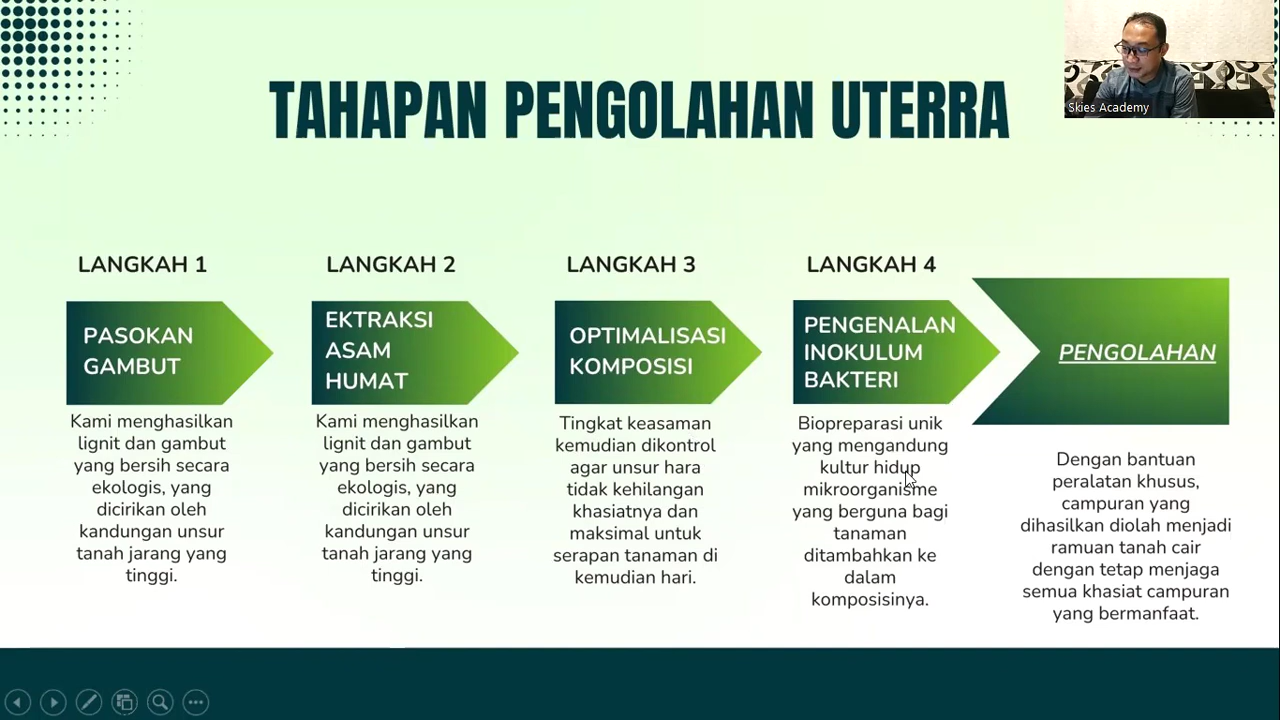 Skies Academy
TAHAPAN PENGOLAHAN UTERRA
LANGKAH 1
PASOKAN
GAMBUT
Kami menghasilkan
lignit dan gambut
yang bersih secara
ekologis, yang
dicirikan oleh
kandungan unsur
tanah jarang yang
tinggi.
LANGKAH 2
EKTRAKSI
ASAM
HUMAT
Kami menghasilkan
lignit dan gambut
yang bersih secara
ekologis, yang
dicirikan oleh
kandungan unsur
tanah jarang yang
tinggi.
LANGKAH 3
OPTIMALISASI
KOMPOSISI
Tingkat keasaman
kemudian dikontrol
agar unsur hara
tidak kehilangan
khasiatnya dan
maksimal untuk
serapan tanaman di
kemudian hari.
LANGKAH 4
PENGENALAN
INOKULUM
BAKTERI
Biopreparasi unik
yang mengandung
kultur hidup
mikroorganisme
yang berguna bagi
tanaman
ditambahkan ke
dalam
komposisinya.
PENGOLAHAN
Dengan bantuan
peralatan khusus,
campuran yang
dihasilkan diolah menjadi
ramuan tanah cair
dengan tetap menjaga
semua khasiat campuran
yang bermanfaat.